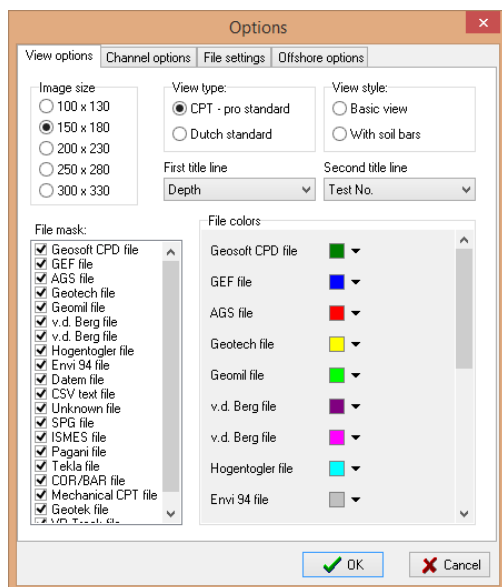 Options
View options
Channel options
File settings
Offshore options
Image size
100 x 130
150 x 180
200 x 230
250 x 280
300 x 330
View type:
CPT - pro standard
Dutch standard
View style:
Basic view
With soil bars
First title line
Depth
Second title line
Test No.
File mask:
Geosoft CPD file
GEF file
AGS file
Geotech file
Geomil file
v.d. Berg file
v.d. Berg file
Hogentogler file
Envi 94 file
Datem file
CSV text file
Unknown file
SPG file
ISMES file
Pagani file
Tekla file
COR/BAR file
Mechanical CPT file
Geotek file
File colors
Geosoft CPD file
GEF file
AGS file
Geotech file
Geomil file
v.d. Berg file
v.d. Berg file
Hogentogler file
Envi 94 file
OK
Cancel